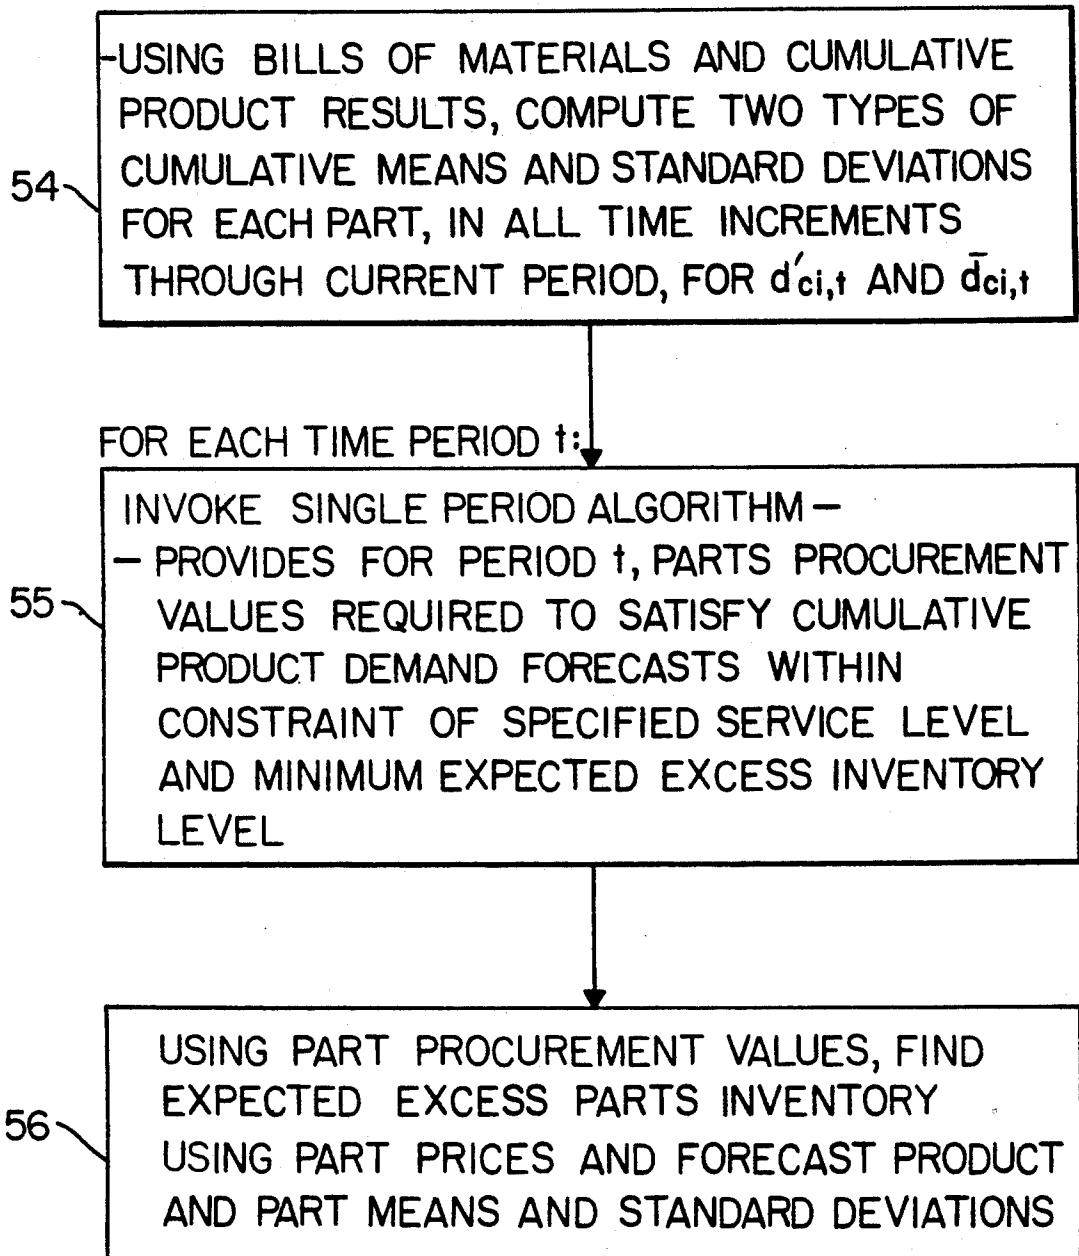 -USING BILLS OF MATERIALS AND CUMULATIVE
PRODUCT RESULTS, COMPUTE TWO TYPES OF
CUMULATIVE MEANS AND STANDARD DEVIATIONS
FOR EACH PART, IN ALL TIME INCREMENTS
THROUGH CURRENT PERIOD, FOR d′ci,t AND d̄ci,t
54
FOR EACH TIME PERIOD t:
INVOKE SINGLE PERIOD ALGORITHM —
— PROVIDES FOR PERIOD t, PARTS PROCUREMENT
VALUES REQUIRED TO SATISFY CUMULATIVE
PRODUCT DEMAND FORECASTS WITHIN
CONSTRAINT OF SPECIFIED SERVICE LEVEL
AND MINIMUM EXPECTED EXCESS INVENTORY
LEVEL
55
USING PART PROCUREMENT VALUES, FIND
EXPECTED EXCESS PARTS INVENTORY
USING PART PRICES AND FORECAST PRODUCT
AND PART MEANS AND STANDARD DEVIATIONS
56